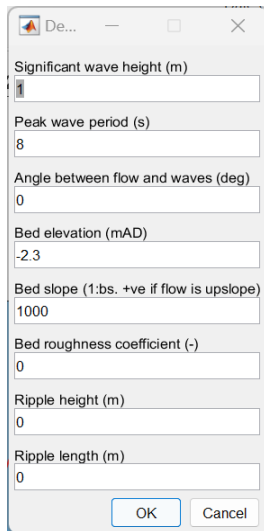 De...
Significant wave height (m)
1
Peak wave period (s)
8
Angle between flow and waves (deg)
0
Bed elevation (mAD)
-2.3
Bed slope (1:bs. +ve if flow is upslope)
1000
Bed roughness coefficient (-)
0
Ripple height (m)
0
Ripple length (m)
0
OK Cancel